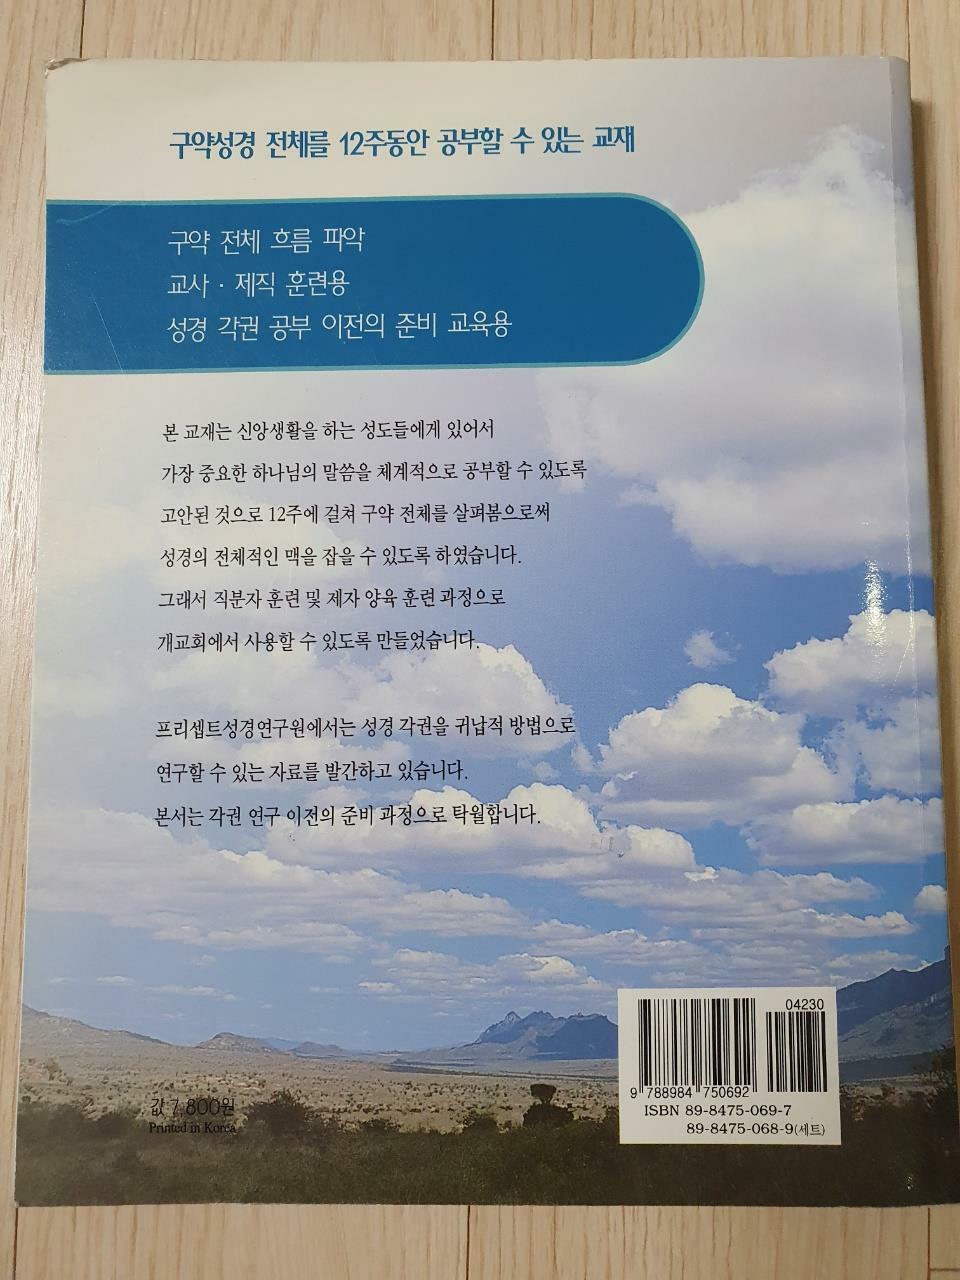 구약성경 전체를 12주동안 공부할 수 있는 교재
구약 전체 흐름 파악
교사 · 제직 훈련용
성경 각권 공부 이전의 준비 교육용
본 교재는 신앙생활을 하는 성도들에게 있어서
가장 중요한 하나님의 말씀을 체계적으로 공부할 수 있도록
고안된 것으로 12주에 걸쳐 구약 전체를 살펴봄으로써
성경의 전체적인 맥을 잡을 수 있도록 하였습니다.
그래서 직분자 훈련 및 제자 양육 훈련 과정으로
개교회에서 사용할 수 있도록 만들었습니다.
프리셉트성경연구원에서는 성경 각권을 귀납적 방법으로
연구할 수 있는 자료를 발간하고 있습니다.
본서는 각권 연구 이전의 준비 과정으로 탁월합니다.
값 7,800원
Printed in Korea
04230
9 788984 750692
ISBN 89-8475-069-7
89-8475-068-9(세트)